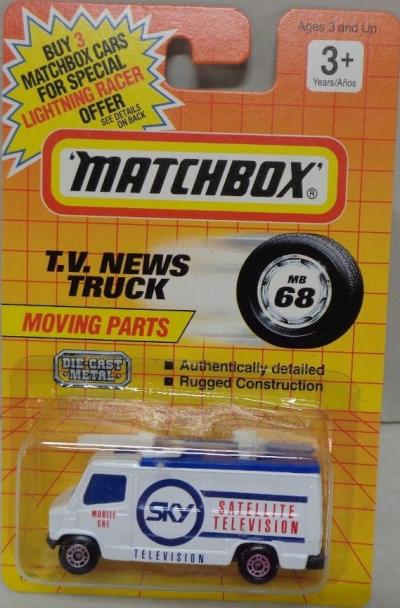 BUY 3
MATCHBOX CARS
FOR SPECIAL
LIGHTNING RACER
OFFER
SEE DETAILS
ON BACK
Ages 3 and Up
3+
Years/Años
"MATCHBOX"®
T.V. NEWS
TRUCK
MB
68
MOVING PARTS
DIE-CAST
METAL
■ Authentically detailed
■ Rugged Construction
MOBILE
ONE
SKY
SATELLITE
TELEVISION
TELEVISION